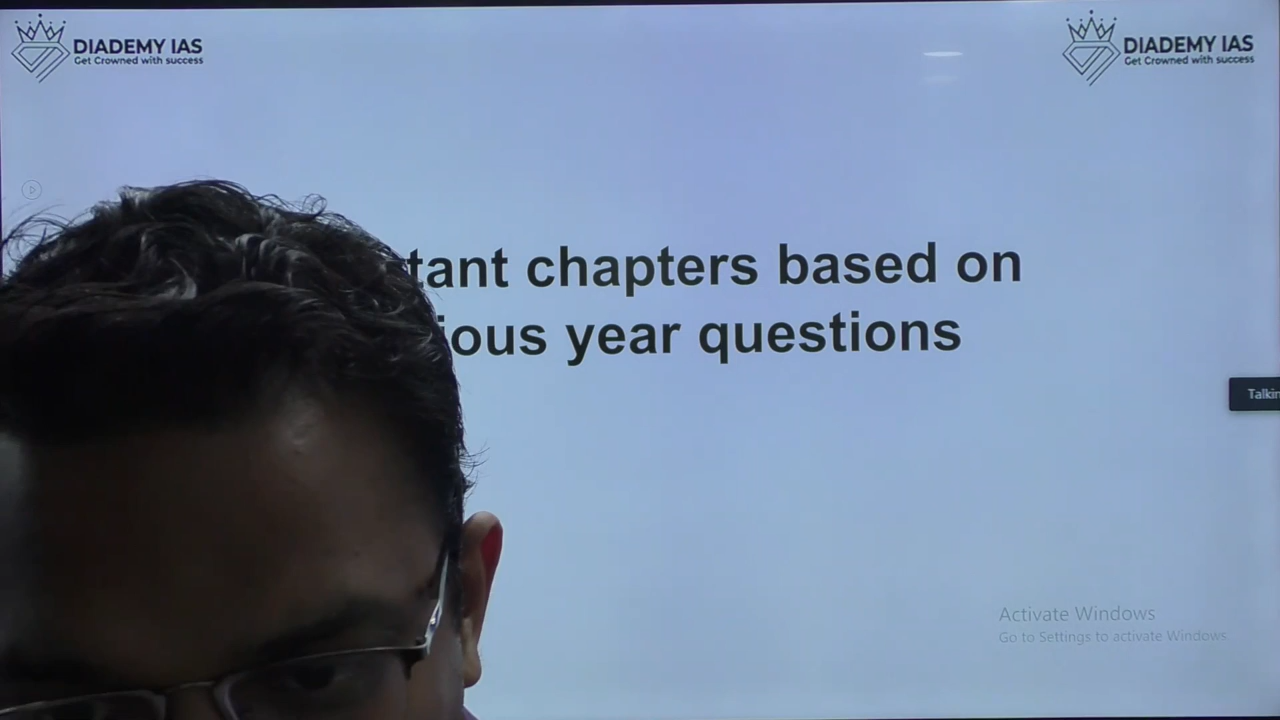 DIADEMY IAS
Get Crowned with success
DIADEMY IAS
Get Crowned with success
tant chapters based on
ious year questions
Talkin
Activate Windows
Go to Settings to activate Windows